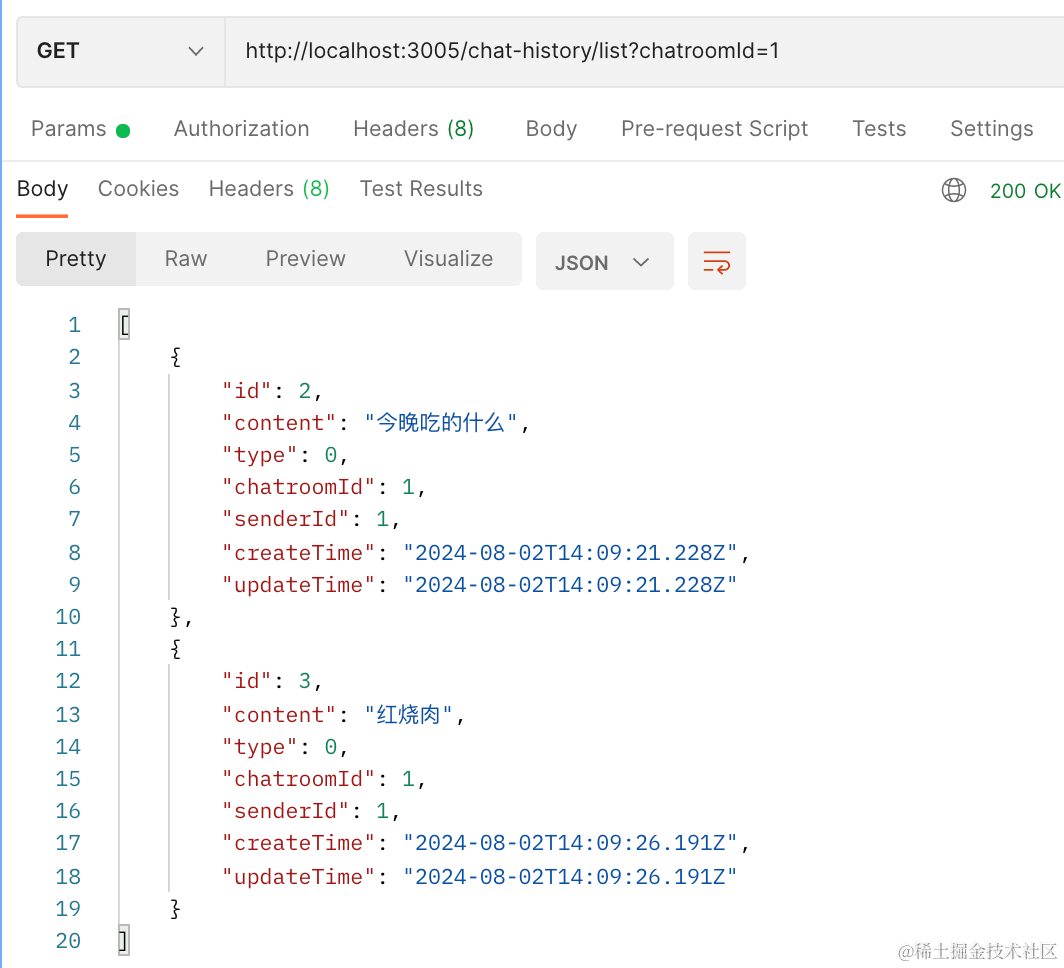 GET http://localhost:3005/chat-history/list?chatroomId=1
Params Authorization Headers (8) Body Pre-request Script Tests Settings
Body Cookies Headers (8) Test Results 200 OK
Pretty Raw Preview Visualize JSON
1 [
2 {
3 "id": 2,
4 "content": "今晚吃的什么",
5 "type": 0,
6 "chatroomId": 1,
7 "senderId": 1,
8 "createTime": "2024-08-02T14:09:21.228Z",
9 "updateTime": "2024-08-02T14:09:21.228Z"
10 },
11 {
12 "id": 3,
13 "content": "红烧肉",
14 "type": 0,
15 "chatroomId": 1,
16 "senderId": 1,
17 "createTime": "2024-08-02T14:09:26.191Z",
18 "updateTime": "2024-08-02T14:09:26.191Z"
19 }
20 ]
@稀土掘金技术社区